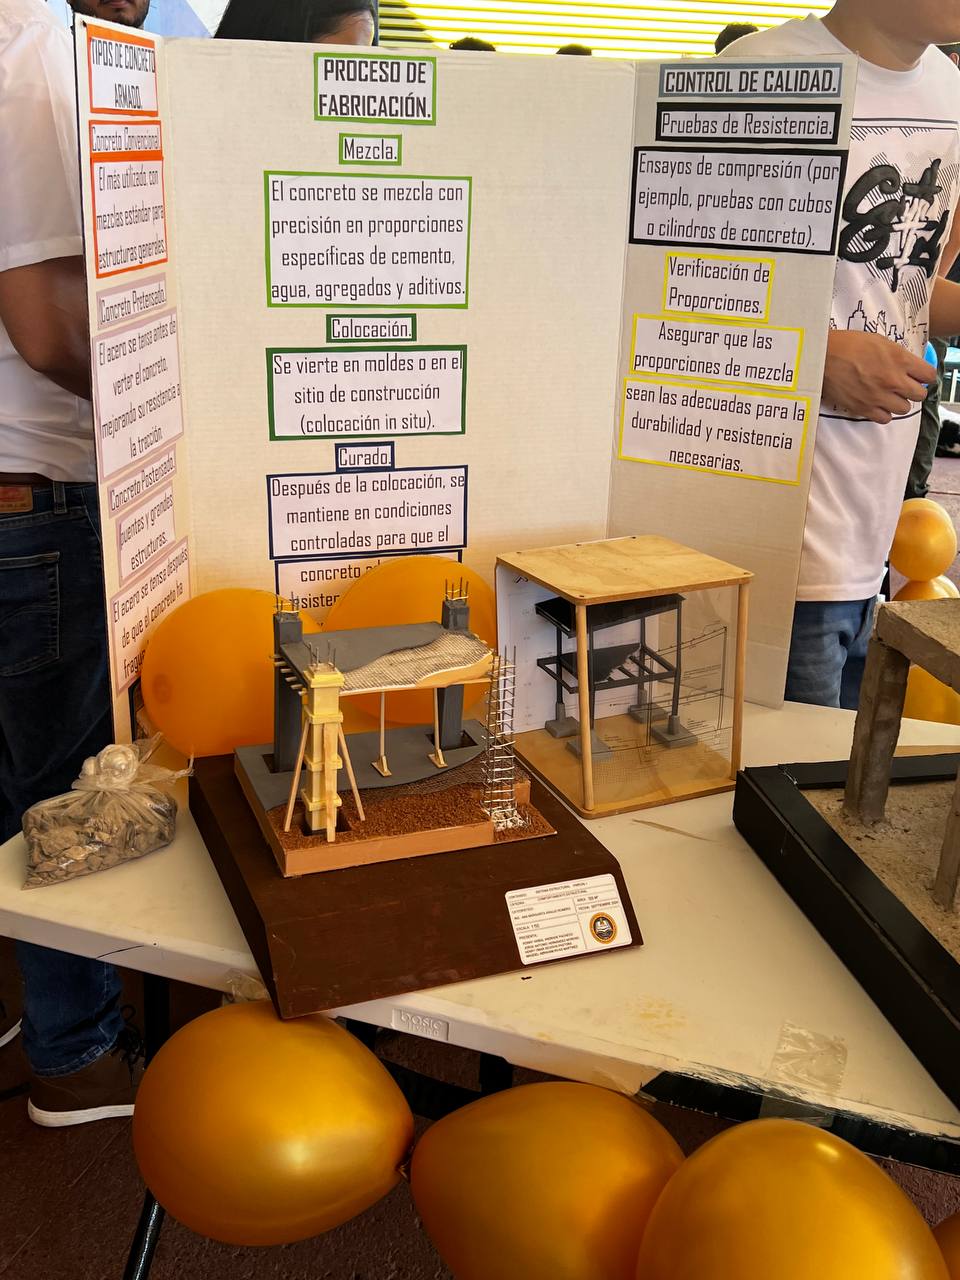 TIPOS DE CONCRETO
ARMADO.
Concreto Convencional
El más utilizado, con
mezclas estándar para
estructuras generales.
Concreto Pretensado.
El acero se tensa antes de
verter el concreto,
mejorando su resistencia a
la tracción.
Concreto Postensado.
puentes y grandes
estructuras.
El acero se tensa después
de que el concreto ha
PROCESO DE
FABRICACIÓN.
Mezcla.
El concreto se mezcla con
precisión en proporciones
específicas de cemento,
agua, agregados y aditivos.
Colocación.
Se vierte en moldes o en el
sitio de construcción
(colocación in situ).
Curado.
Después de la colocación, se
mantiene en condiciones
controladas para que el
concreto
CONTROL DE CALIDAD.
Pruebas de Resistencia.
Ensayos de compresión (por
ejemplo, pruebas con cubos
o cilindros de concreto).
Verificación de
Proporciones.
Asegurar que las
proporciones de mezcla
sean las adecuadas para la
durabilidad y resistencia
necesarias.
basic